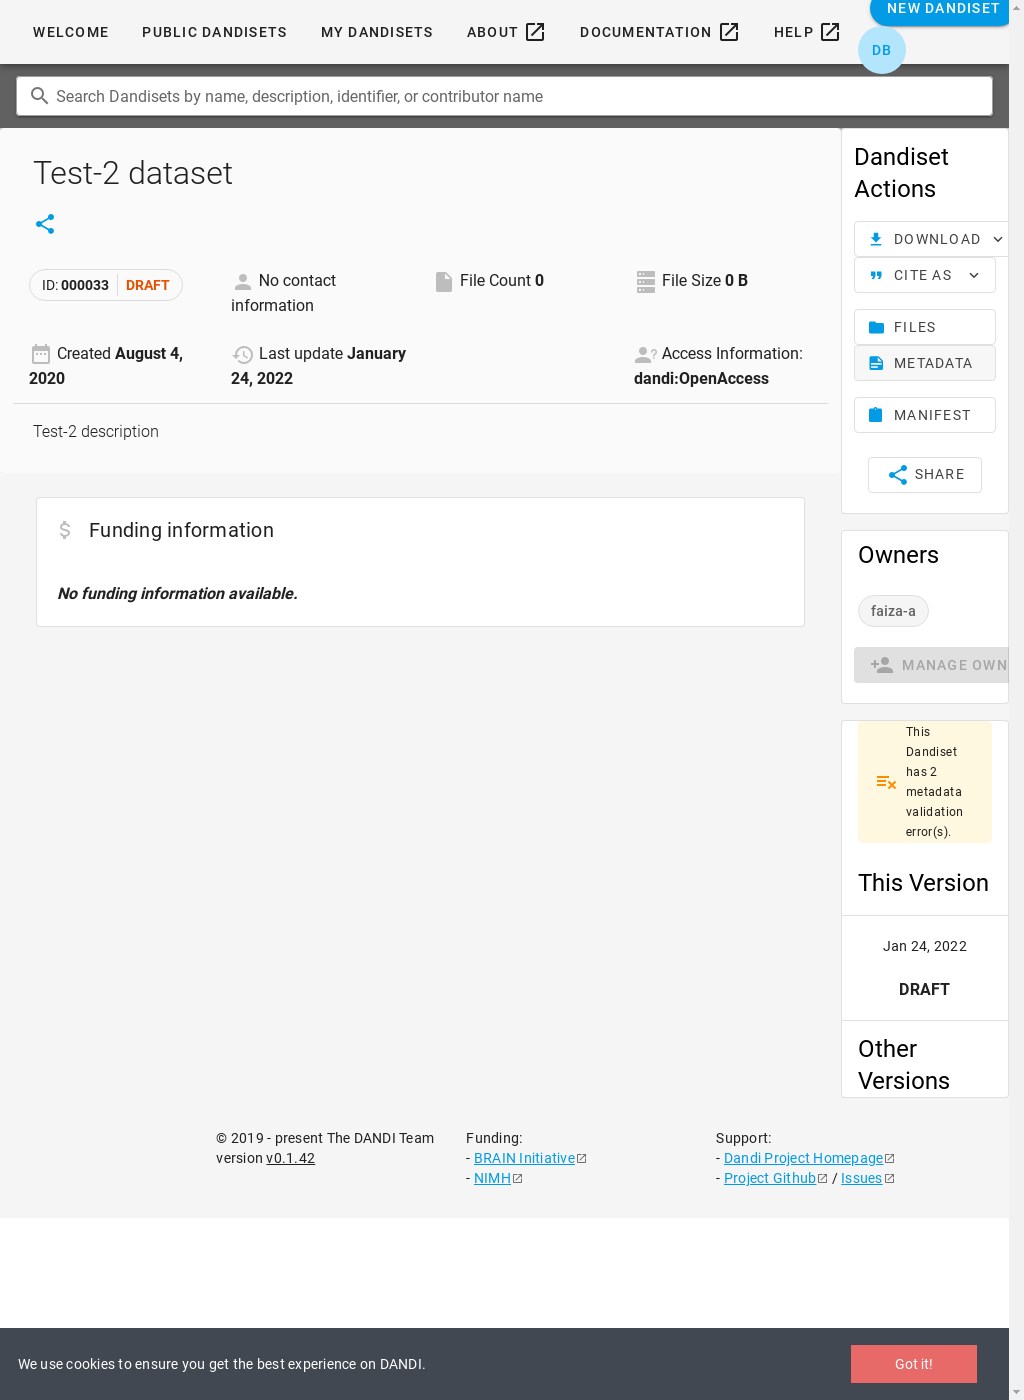 WELCOME PUBLIC DANDISETS MY DANDISETS ABOUT DOCUMENTATION HELP NEW DANDISET
DB
Search Dandisets by name, description, identifier, or contributor name
Test-2 dataset
ID: 000033 DRAFT
No contact
information
File Count 0
File Size 0 B
Created August 4,
2020
Last update January
24, 2022
Access Information:
dandi:OpenAccess
Test-2 description
Funding information
No funding information available.
Dandiset
Actions
DOWNLOAD
CITE AS
FILES
METADATA
MANIFEST
SHARE
Owners
faiza-a
MANAGE OWN
This
Dandiset
has 2
metadata
validation
error(s).
This Version
Jan 24, 2022
DRAFT
Other
Versions
© 2019 - present The DANDI Team
version v0.1.42
Funding:
- BRAIN Initiative
- NIMH
Support:
- Dandi Project Homepage
- Project Github / Issues
We use cookies to ensure you get the best experience on DANDI.
Got it!